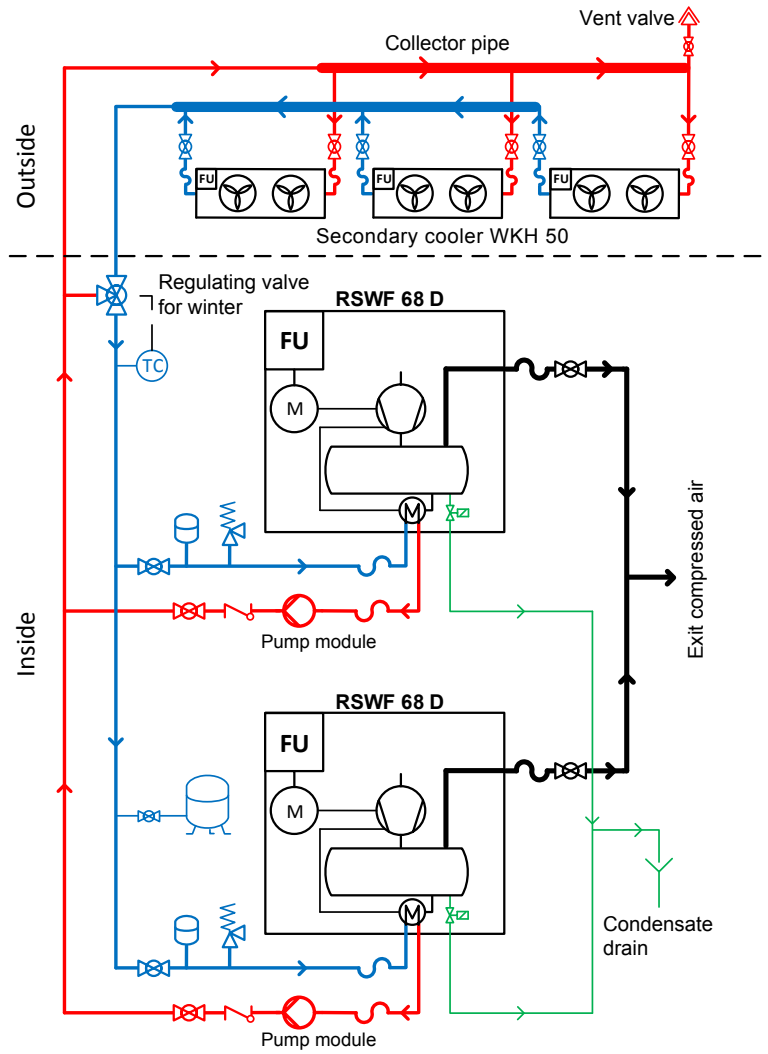 Vent valve
Collector pipe
Outside
FU
FU
FU
Secondary cooler WKH 50
Regulating valve
for winter
TC
RSWF 68 D
FU
M
M
Pump module
Inside
Exit compressed air
RSWF 68 D
FU
M
M
Condensate
drain
Pump module